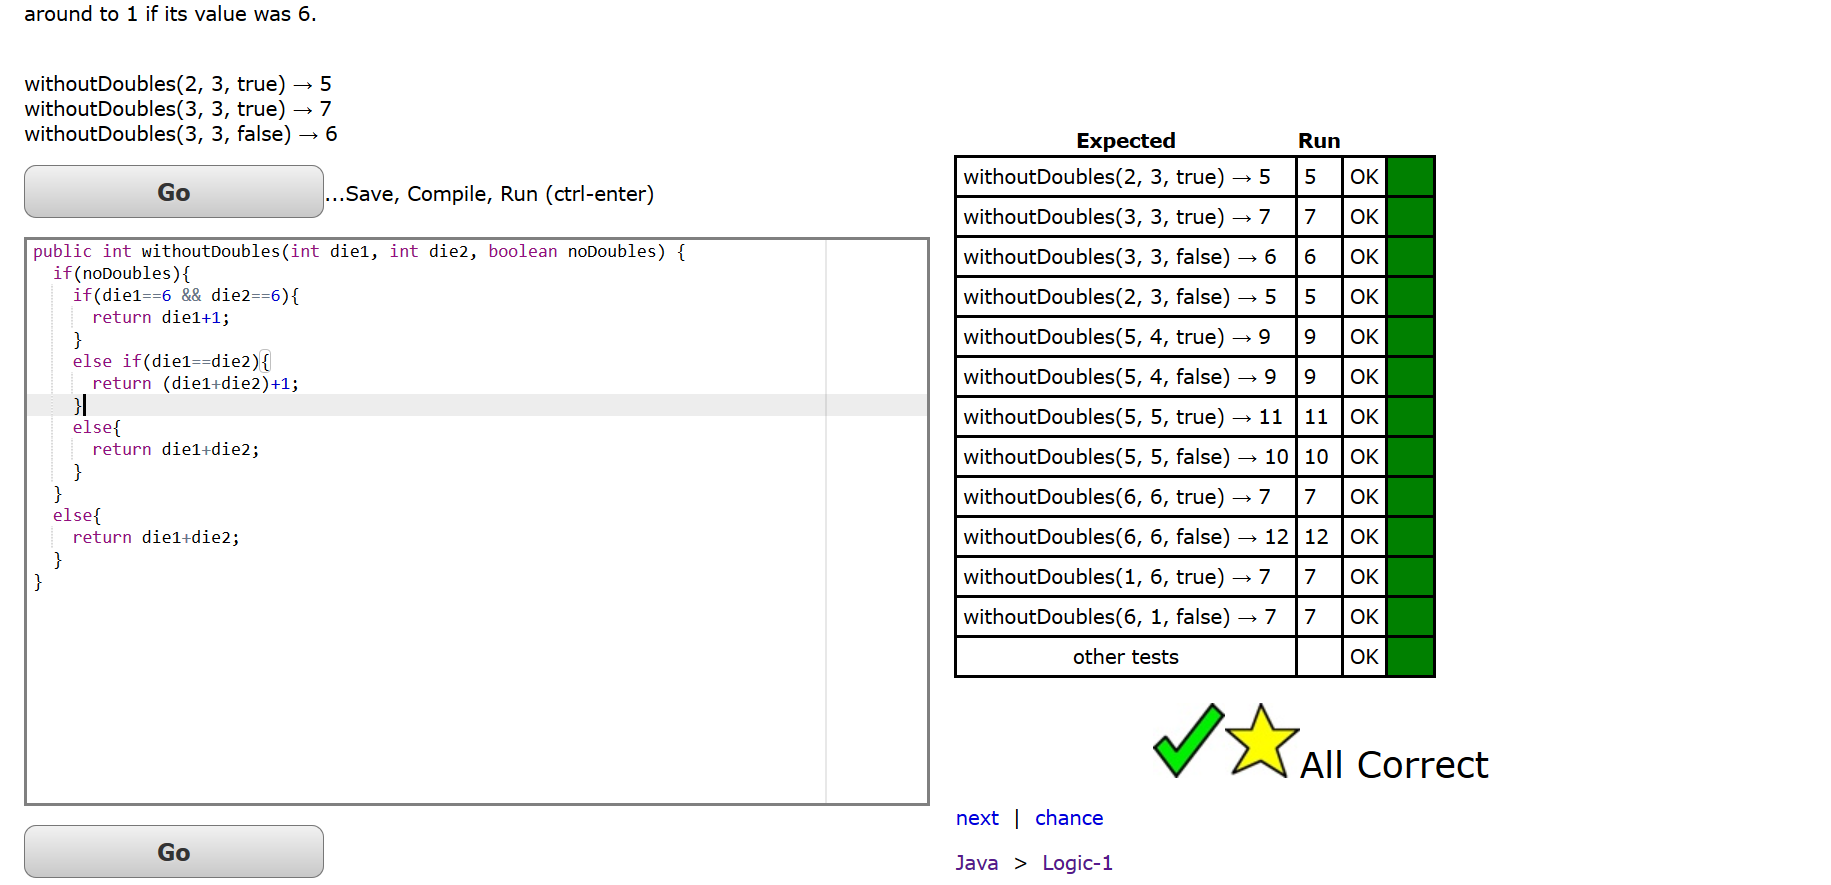 around to 1 if its value was 6.
withoutDoubles(2, 3, true) → 5
withoutDoubles(3, 3, true) → 7
withoutDoubles(3, 3, false) → 6
Go
...Save, Compile, Run (ctrl-enter)
public int withoutDoubles(int die1, int die2, boolean noDoubles) {
  if(noDoubles){
    if(die1==6 && die2==6){
      return die1+1;
    }
    else if(die1==die2){
      return (die1+die2)+1;
    }
    else{
      return die1+die2;
    }
  }
  else{
    return die1+die2;
  }
}
Go
Expected Run
withoutDoubles(2, 3, true) → 5 5 OK
withoutDoubles(3, 3, true) → 7 7 OK
withoutDoubles(3, 3, false) → 6 6 OK
withoutDoubles(2, 3, false) → 5 5 OK
withoutDoubles(5, 4, true) → 9 9 OK
withoutDoubles(5, 4, false) → 9 9 OK
withoutDoubles(5, 5, true) → 11 11 OK
withoutDoubles(5, 5, false) → 10 10 OK
withoutDoubles(6, 6, true) → 7 7 OK
withoutDoubles(6, 6, false) → 12 12 OK
withoutDoubles(1, 6, true) → 7 7 OK
withoutDoubles(6, 1, false) → 7 7 OK
other tests OK
All Correct
next | chance
Java > Logic-1